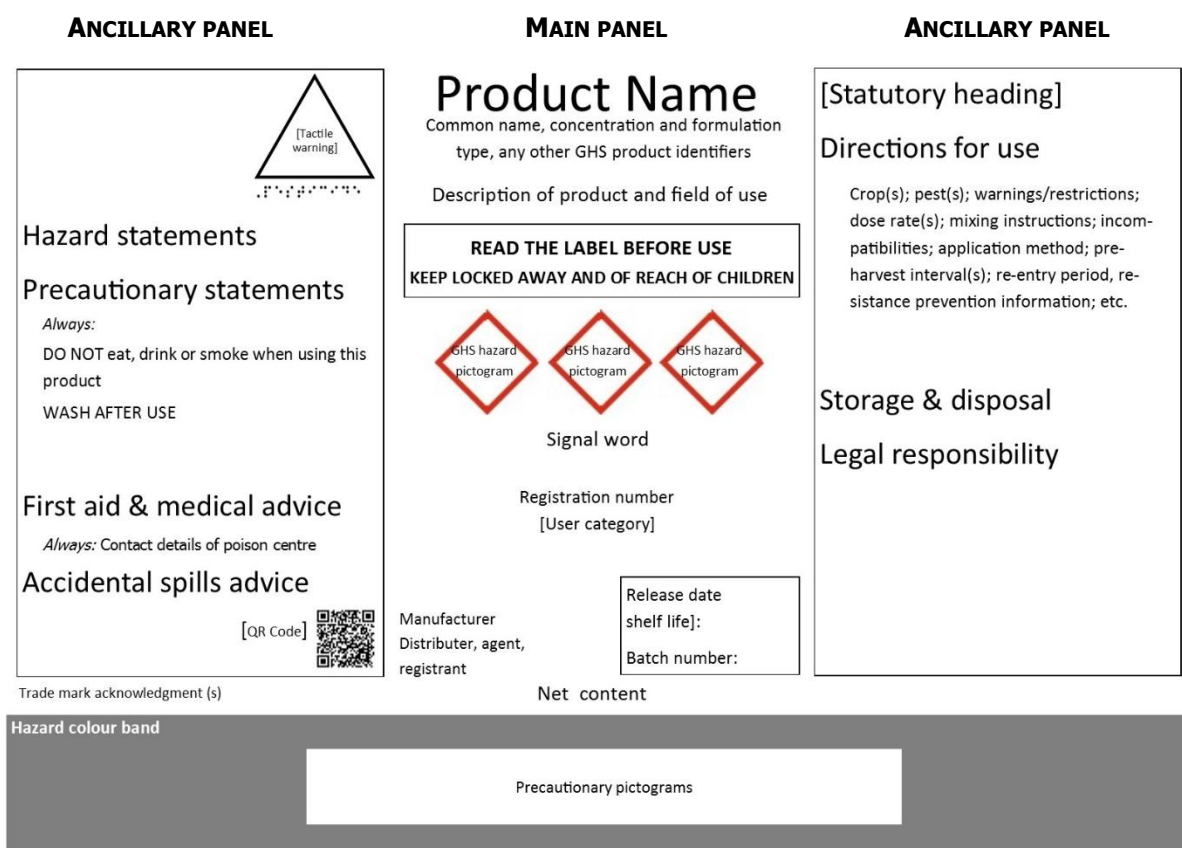 ANCILLARY PANEL
MAIN PANEL
ANCILLARY PANEL
[Tactile
warning]
Hazard statements
Precautionary statements
Always:
DO NOT eat, drink or smoke when using this
product
WASH AFTER USE
First aid & medical advice
Always: Contact details of poison centre
Accidental spills advice
[QR Code]
Trade mark acknowledgment (s)
Product Name
Common name, concentration and formulation
type, any other GHS product identifiers
Description of product and field of use
READ THE LABEL BEFORE USE
KEEP LOCKED AWAY AND OF REACH OF CHILDREN
GHS hazard
pictogram
GHS hazard
pictogram
GHS hazard
pictogram
Signal word
Registration number
[User category]
Manufacturer
Distributer, agent,
registrant
Release date
shelf life]:
Batch number:
Net content
[Statutory heading]
Directions for use
Crop(s); pest(s); warnings/restrictions;
dose rate(s); mixing instructions; incom-
patibilities; application method; pre-
harvest interval(s); re-entry period, re-
sistance prevention information; etc.
Storage & disposal
Legal responsibility
Hazard colour band
Precautionary pictograms